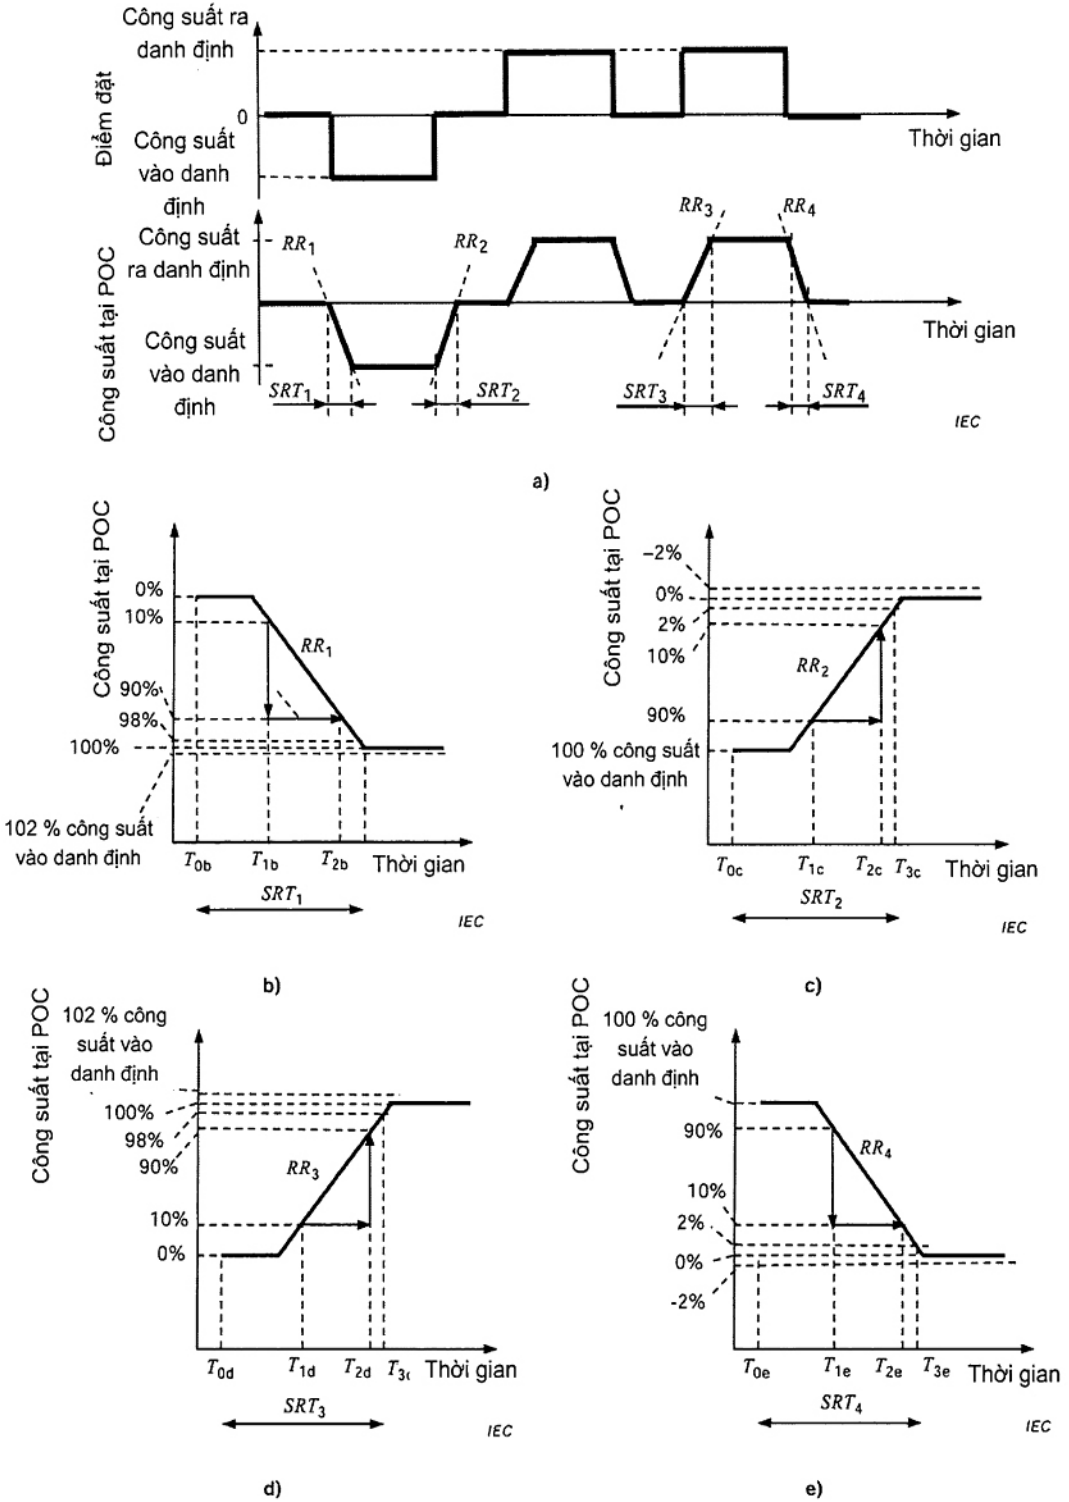 Công suất ra
danh định
Điểm đặt
0
Công suất
vào danh
định
Thời gian
Công suất tại POC
Công suất
ra danh định
RR1
RR2
RR3
RR4
Thời gian
Công suất
vào danh
định
SRT1
SRT2
SRT3
SRT4
IEC
a)
Công suất tại POC
0%
10%
RR1
90%
98%
100%
102 % công suất
vào danh định
T0b
T1b
T2b
Thời gian
SRT1
IEC
b)
Công suất tại POC
–2%
0%
2%
10%
RR2
90%
100 % công suất
vào danh định
T0c
T1c
T2c
T3c
Thời gian
SRT2
IEC
c)
Công suất tại POC
102 % công
suất vào
danh định
100%
98%
90%
RR3
10%
0%
T0d
T1d
T2d
Thời gian
SRT3
IEC
d)
Công suất tại POC
100 % công
suất vào
danh định
90%
RR4
10%
2%
0%
-2%
T0e
T1e
T2e
T3e
Thời gian
SRT4
IEC
e)